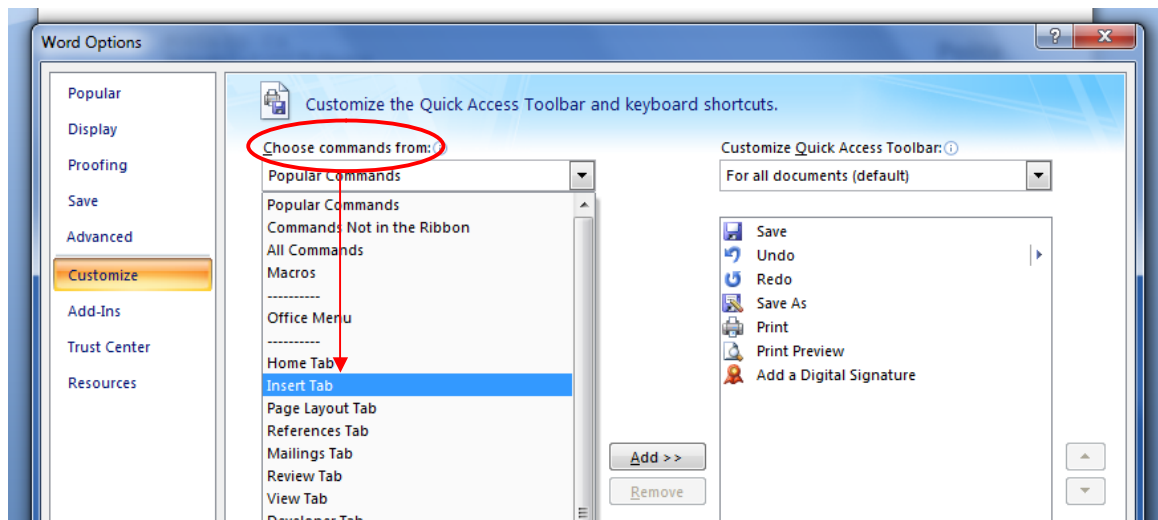 Word Options
Popular
Display
Proofing
Save
Advanced
Customize
Add-Ins
Trust Center
Resources
Customize the Quick Access Toolbar and keyboard shortcuts.
Choose commands from:
Popular Commands
Popular Commands
Commands Not in the Ribbon
All Commands
Macros
----------
Office Menu
----------
Home Tab
Insert Tab
Page Layout Tab
References Tab
Mailings Tab
Review Tab
View Tab
Developer Tab
Add >>
Remove
Customize Quick Access Toolbar:
For all documents (default)
Save
Undo
Redo
Save As
Print
Print Preview
Add a Digital Signature